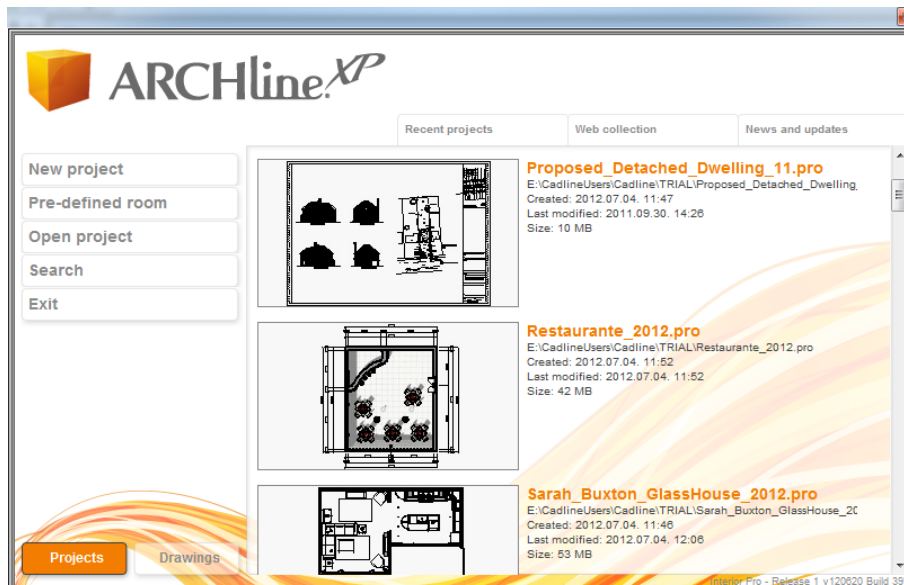 ARCHline.XP
Recent projects
Web collection
News and updates
New project
Pre-defined room
Open project
Search
Exit
Proposed_Detached_Dwelling_11.pro
E:\CadlineUsers\Cadline\TRIAL\Proposed_Detached_Dwelling_
Created: 2012.07.04. 11:47
Last modified: 2011.09.30. 14:26
Size: 10 MB
Restaurante_2012.pro
E:\CadlineUsers\Cadline\TRIAL\Restaurante_2012.pro
Created: 2012.07.04. 11:52
Last modified: 2012.07.04. 11:52
Size: 42 MB
Sarah_Buxton_GlassHouse_2012.pro
E:\CadlineUsers\Cadline\TRIAL\Sarah_Buxton_GlassHouse_20
Created: 2012.07.04. 11:46
Last modified: 2012.07.04. 12:06
Size: 53 MB
Projects
Drawings
Interior Pro - Release 1 v120620 Build 39